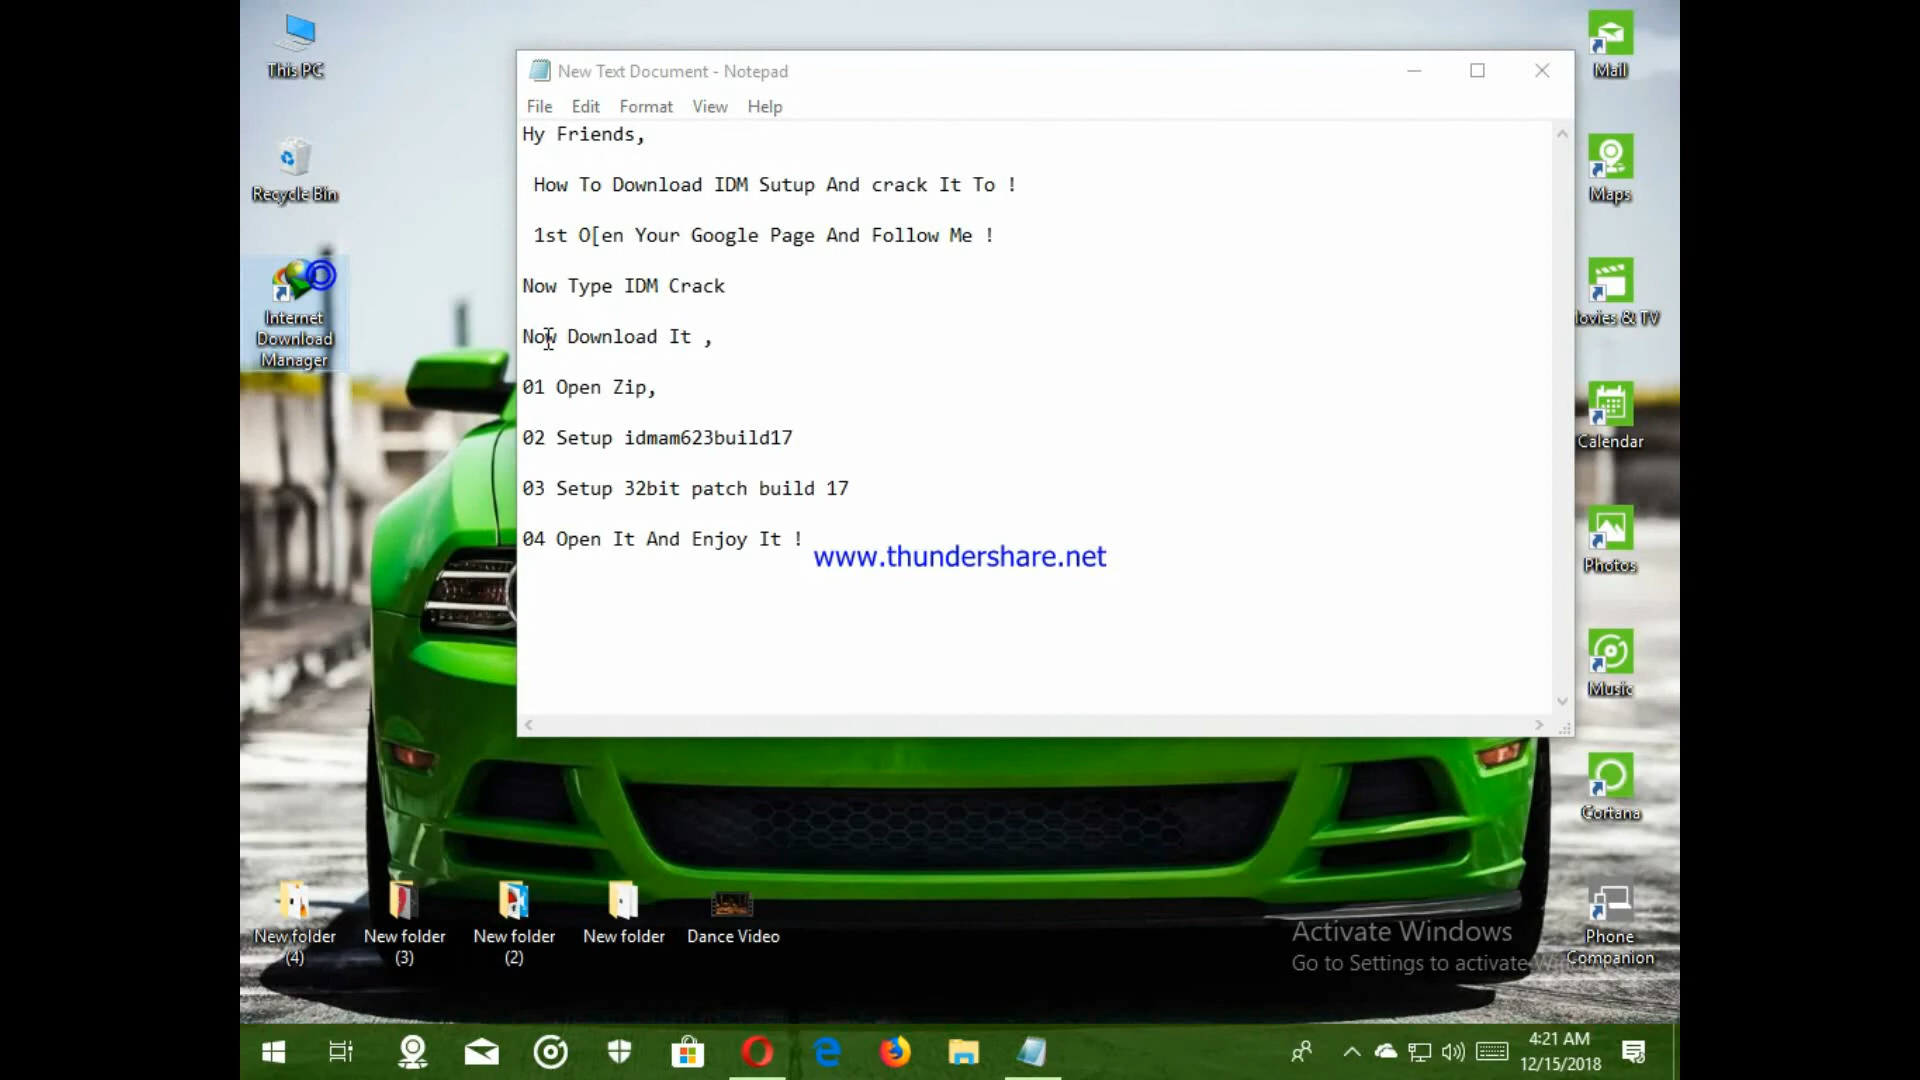 This PC
Recycle Bin
Internet
Download
Manager
New Text Document - Notepad
File Edit Format View Help
Hy Friends,
How To Download IDM Sutup And crack It To !
1st O[en Your Google Page And Follow Me !
Now Type IDM Crack
Now Download It ,
01 Open Zip,
02 Setup idmam623build17
03 Setup 32bit patch build 17
04 Open It And Enjoy It !
www.thundershare.net
Mail
Maps
ovies & TV
Calendar
Photos
Music
Cortana
Phone
Companion
New folder
(4)
New folder
(3)
New folder
(2)
New folder
Dance Video
Activate Windows
Go to Settings to activate
4:21 AM
12/15/2018